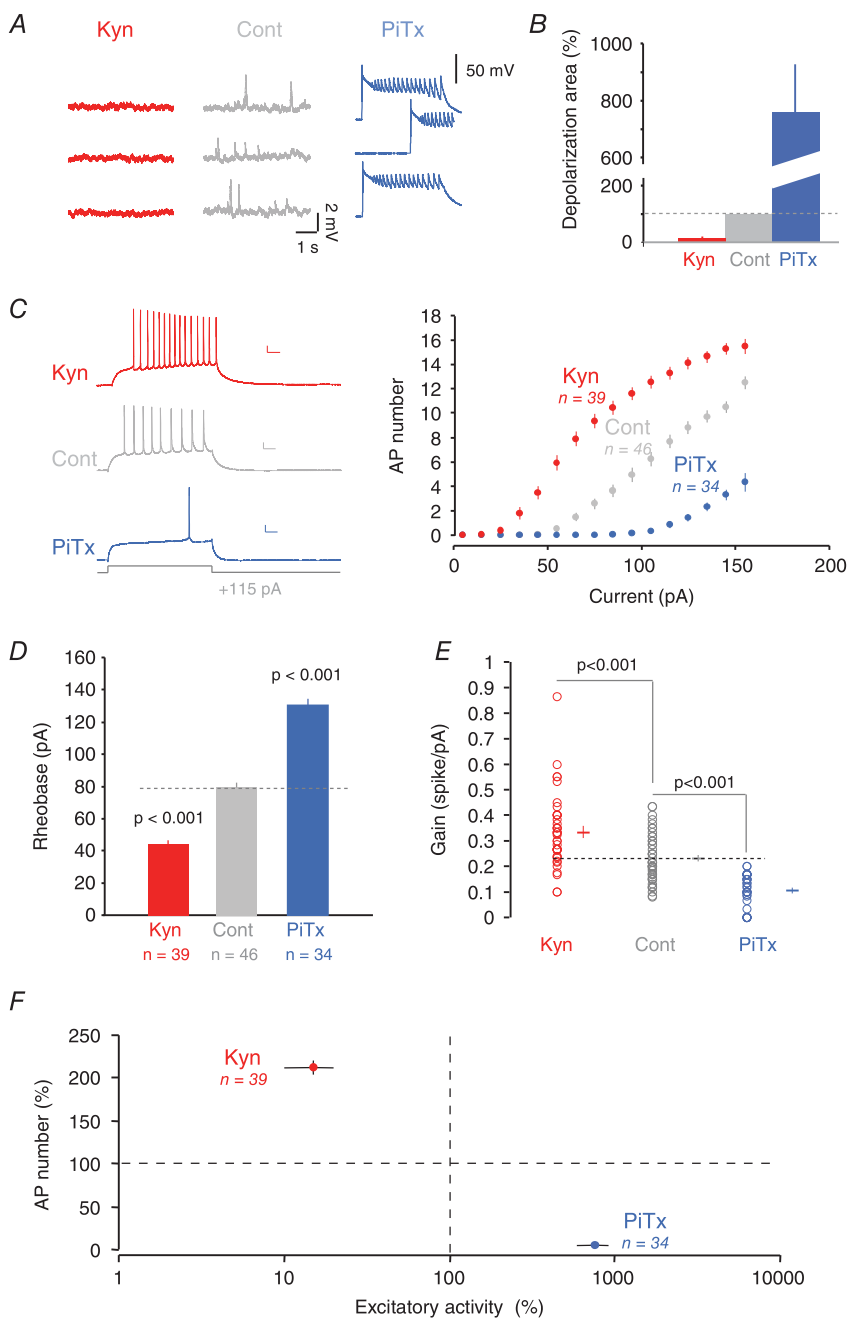 A
Kyn
Cont
PiTx
50 mV
2 mV
1 s
B
Depolarization area (%)
1000
800
600
200
0
Kyn
Cont
PiTx
C
Kyn
Cont
PiTx
+115 pA
AP number
18
16
14
12
10
8
6
4
2
0
Kyn
n = 39
Cont
n = 46
PiTx
n = 34
0
50
100
150
200
Current (pA)
D
Rheobase (pA)
160
140
120
100
80
60
40
20
0
p < 0.001
p < 0.001
Kyn
Cont
PiTx
n = 39
n = 46
n = 34
E
Gain (spike/pA)
1
0.9
0.8
0.7
0.6
0.5
0.4
0.3
0.2
0.1
0
p<0.001
p<0.001
Kyn
Cont
PiTx
F
AP number (%)
250
200
150
100
50
0
Kyn
n = 39
PiTx
n = 34
1
10
100
1000
10000
Excitatory activity (%)